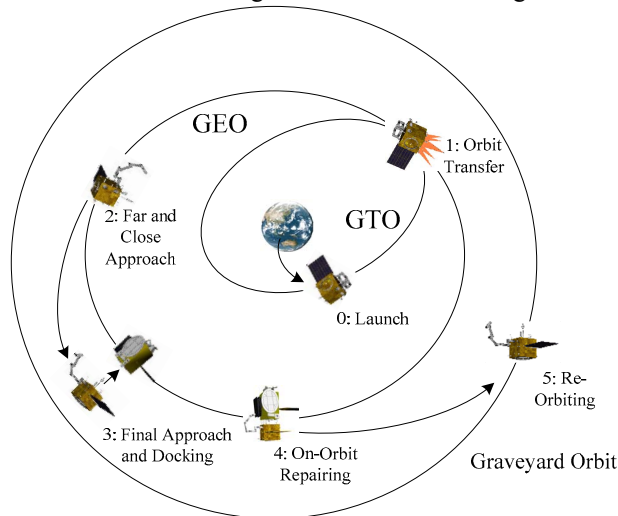 GEO
1: Orbit
Transfer
2: Far and
Close
Approach
GTO
0: Launch
5: Re-
Orbiting
3: Final Approach
and Docking
4: On-Orbit
Repairing
Graveyard Orbit